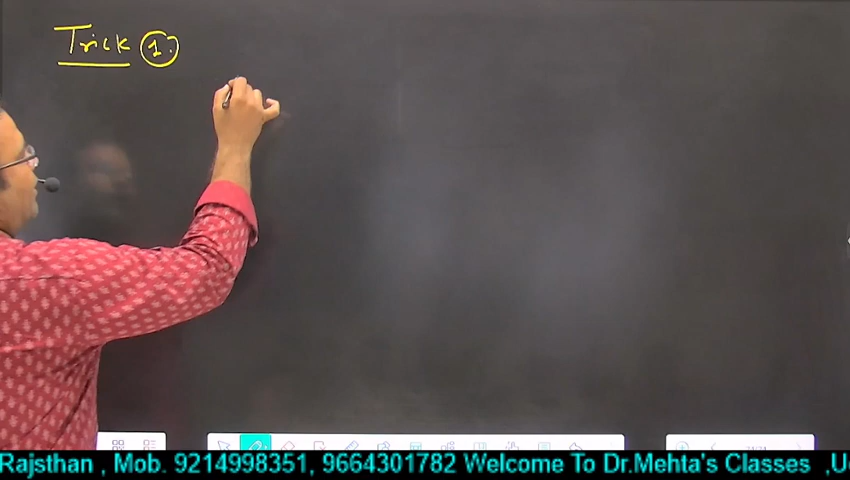 Trick 1:
Rajsthan , Mob. 9214998351, 9664301782 Welcome To Dr.Mehta's Classes ,U